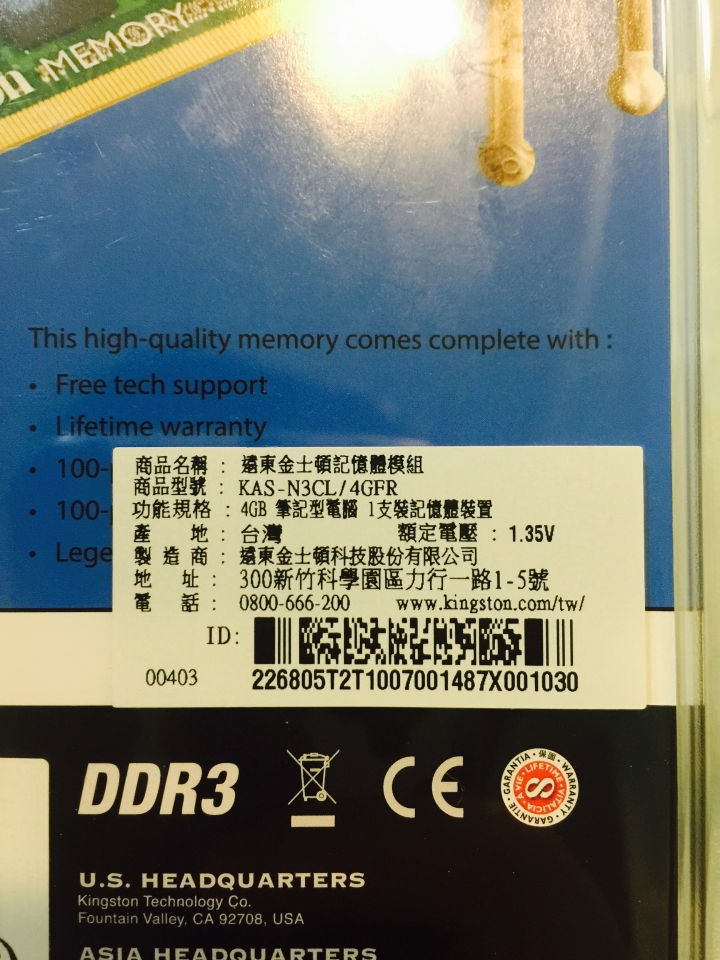 MEMORY
This high-quality memory comes complete with :
• Free tech support
• Lifetime warranty
• 100-
• 100-
• Lege
商品名稱 : 遠東金士頓記憶體模組
商品型號 : KAS-N3CL/4GFR
功能規格 : 4GB 筆記型電腦 1支裝記憶體裝置
產 地 : 台灣 額定電壓 : 1.35V
製 造 商 : 遠東金士頓科技股份有限公司
地 址 : 300新竹科學園區力行一路1-5號
電 話 : 0800-666-200 www.kingston.com/tw/
ID:
00403 226805T2T1007001487X001030
DDR3
CE
GARANTIA · 保固 · WARRANTY · GARANTIE
LIFETIME · VITALICIA · A VIE
U.S. HEADQUARTERS
Kingston Technology Co.
Fountain Valley, CA 92708, USA
ASIA HEADQUARTERS